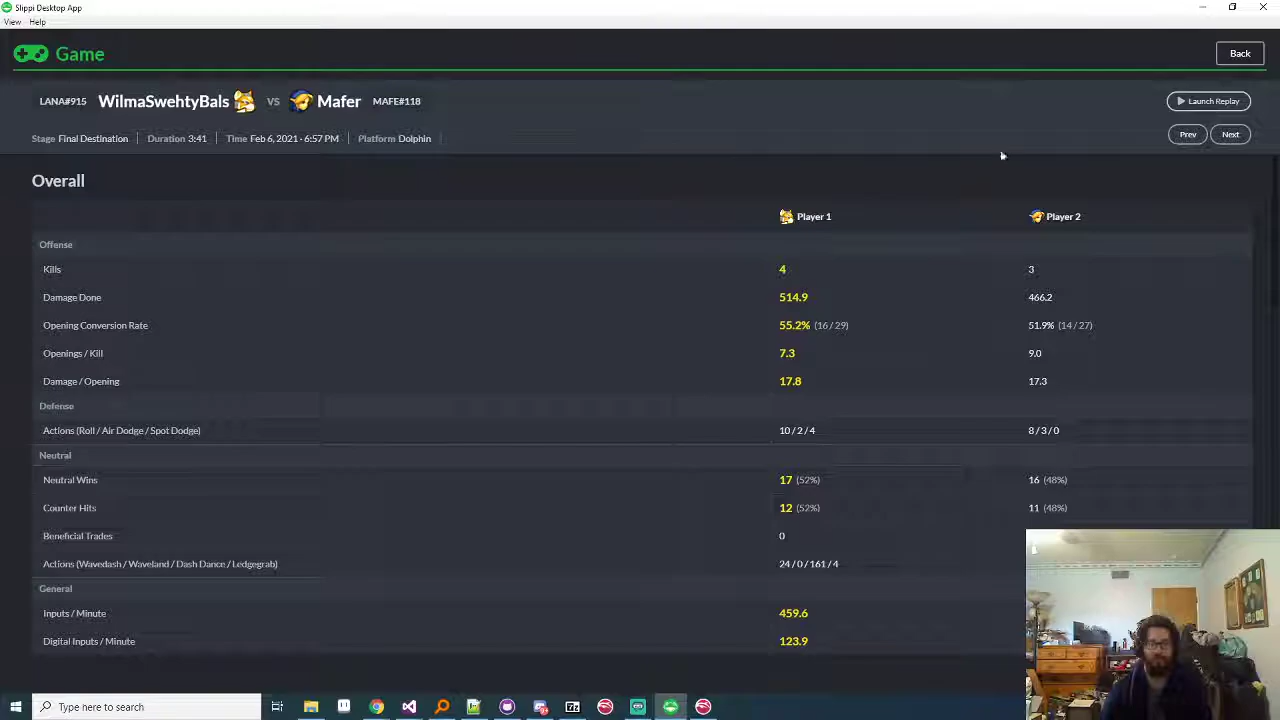 Slippi Desktop App
View Help
Game
Back
LANA#915 WilmaSwehtyBals VS Mafer MAFE#118
Launch Replay
Stage Final Destination Duration 3:41 Time Feb 6, 2021 · 6:57 PM Platform Dolphin
Prev Next
Overall
Player 1 Player 2
Offense
Kills 4 3
Damage Done 514.9 466.2
Opening Conversion Rate 55.2% (16 / 29) 51.9% (14 / 27)
Openings / Kill 7.3 9.0
Damage / Opening 17.8 17.3
Defense
Actions (Roll / Air Dodge / Spot Dodge) 10 / 2 / 4 8 / 3 / 0
Neutral
Neutral Wins 17 (52%) 16 (48%)
Counter Hits 12 (52%) 11 (48%)
Beneficial Trades 0
Actions (Wavedash / Waveland / Dash Dance / Ledgegrab) 24 / 0 / 161 / 4
General
Inputs / Minute 459.6
Digital Inputs / Minute 123.9
Type here to search